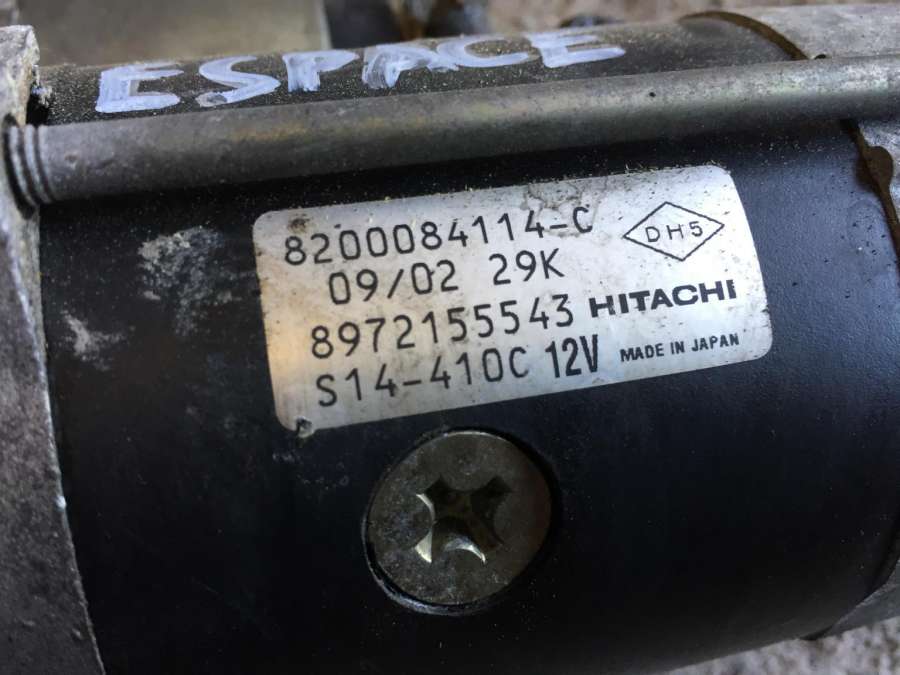 ESPACE
8200084114-C
DH5
09/02 29K
8972155543 HITACHI
S14-410C 12V MADE IN JAPAN